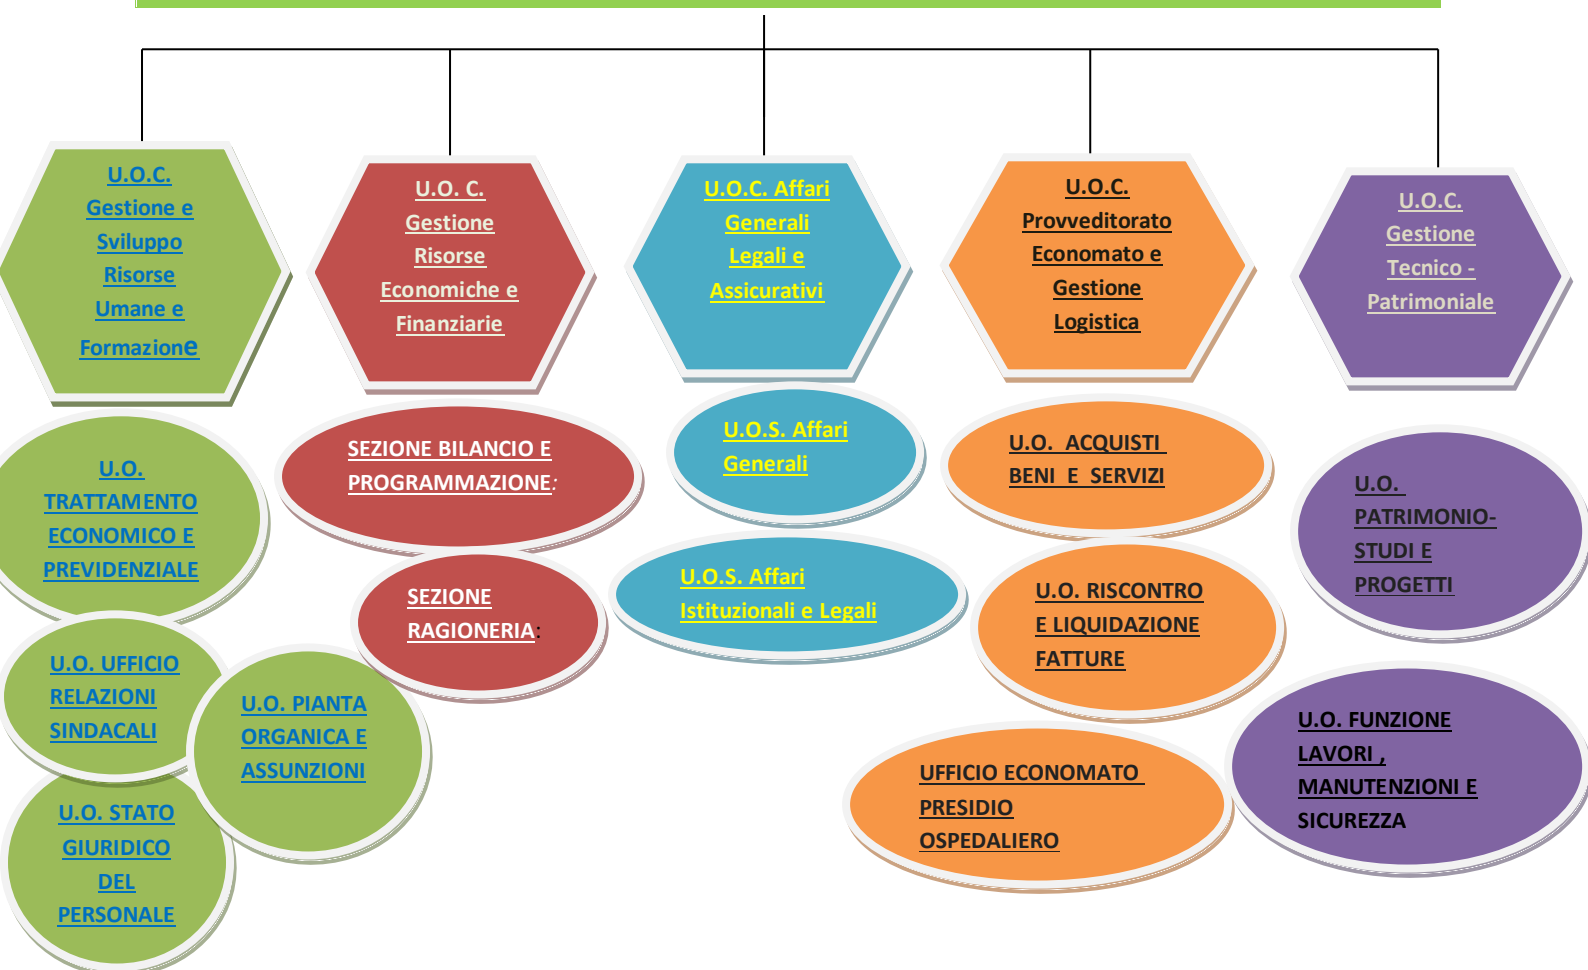 U.O.C.
Gestione e
Sviluppo
Risorse
Umane e
Formazione
U.O. C.
Gestione
Risorse
Economiche e
Finanziarie
U.O.C. Affari
Generali
Legali e
Assicurativi
U.O.C.
Provveditorato
Economato e
Gestione
Logistica
U.O.C.
Gestione
Tecnico -
Patrimoniale
U.O.
TRATTAMENTO
ECONOMICO E
PREVIDENZIALE
SEZIONE BILANCIO E
PROGRAMMAZIONE:
U.O.S. Affari
Generali
U.O. ACQUISTI
BENI E SERVIZI
U.O.
PATRIMONIO-
STUDI E
PROGETTI
SEZIONE
RAGIONERIA:
U.O.S. Affari
Istituzionali e Legali
U.O. RISCONTRO
E LIQUIDAZIONE
FATTURE
U.O. UFFICIO
RELAZIONI
SINDACALI
U.O. PIANTA
ORGANICA E
ASSUNZIONI
UFFICIO ECONOMATO
PRESIDIO
OSPEDALIERO
U.O. FUNZIONE
LAVORI ,
MANUTENZIONI E
SICUREZZA
U.O. STATO
GIURIDICO
DEL
PERSONALE